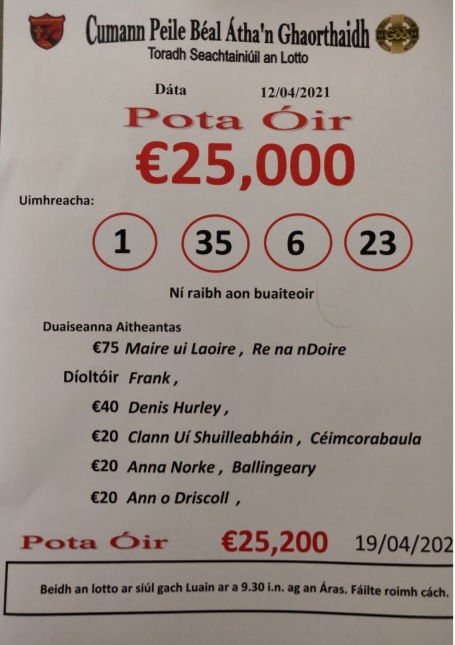 Cumann Peile Béal Átha'n Ghaorthaidh
Toradh Seachtainiúil an Lotto
Dáta 12/04/2021
Pota Óir
€25,000
Uimhreacha:
1 35 6 23
Ní raibh aon buaiteoir
Duaiseanna Aitheantas
€75 Maire ui Laoire , Re na nDoire
Díoltóir Frank ,
€40 Denis Hurley ,
€20 Clann Uí Shuilleabháin , Céimcorabaula
€20 Anna Norke , Ballingeary
€20 Ann o Driscoll ,
Pota Óir €25,200 19/04/202
Beidh an lotto ar siúl gach Luain ar a 9.30 i.n. ag an Áras. Fáilte roimh cách.